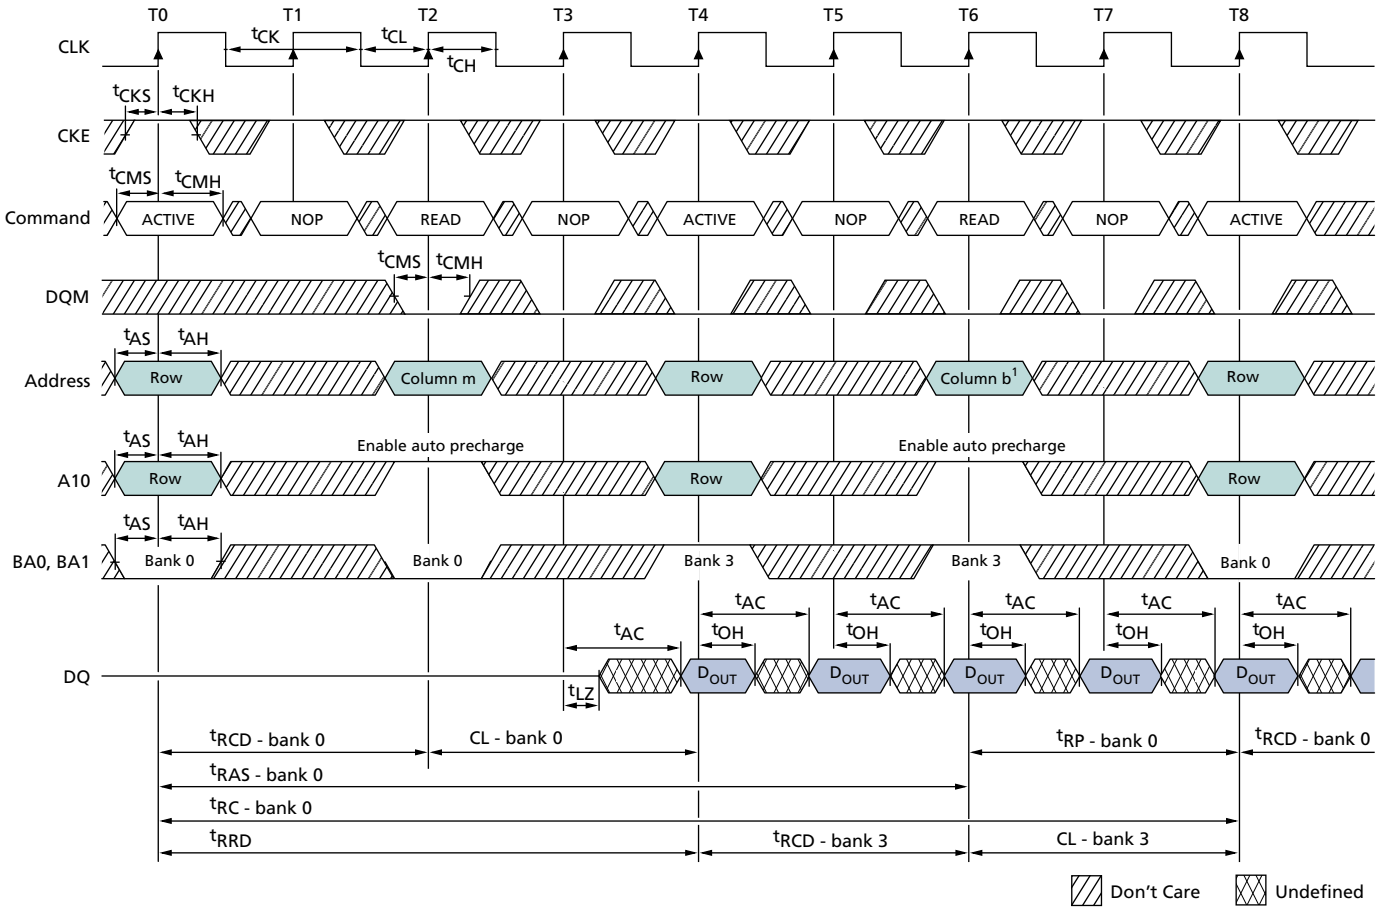 T0 T1 T2 T3 T4 T5 T6 T7 T8
CLK
tCK tCL
tCH
tCKS tCKH
CKE
tCMS tCMH
Command ACTIVE NOP READ NOP ACTIVE NOP READ NOP ACTIVE
tCMS tCMH
DQM
tAS tAH
Address Row Column m Row Column b1 Row
tAS tAH Enable auto precharge Enable auto precharge
A10 Row Row Row
tAS tAH
BA0, BA1 Bank 0 Bank 0 Bank 3 Bank 3 Bank 0
tAC tAC tAC tAC tAC
tAC tOH tOH tOH tOH tOH
DQ DOUT DOUT DOUT DOUT DOUT
tLZ
tRCD - bank 0 CL - bank 0 tRP - bank 0 tRCD - bank 0
tRAS - bank 0
tRC - bank 0
tRRD tRCD - bank 3 CL - bank 3
Don't Care Undefined